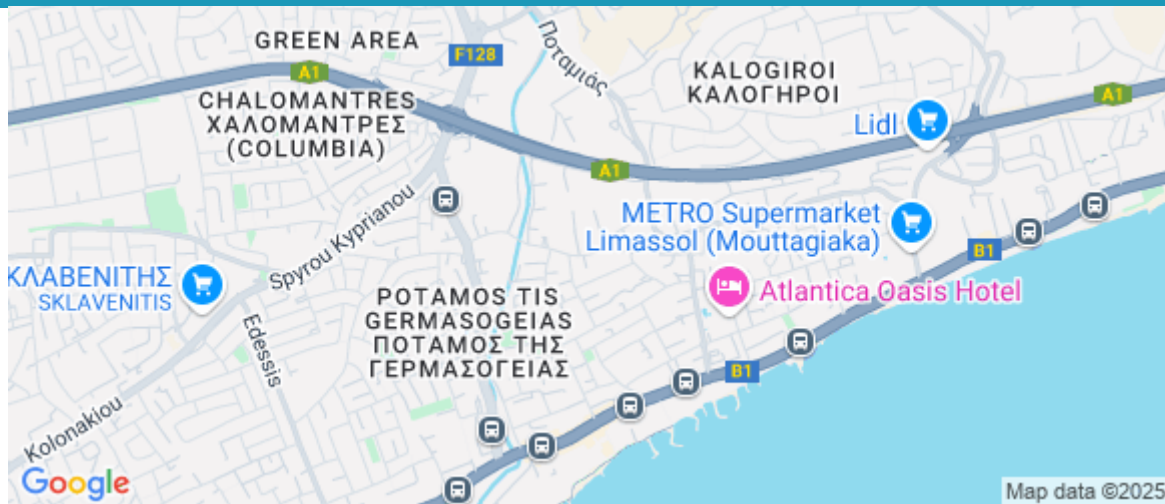 GREEN AREA
F128
Ποταμιάς
KALOGIROI
ΚΑΛΟΓΗΡΟΙ
A1
A1
CHALOMANTRES
ΧΑΛΟΜΑΝΤΡΕΣ
(COLUMBIA)
Lidl
A1
Spyrou Kyprianou
METRO Supermarket
Limassol (Mouttagiaka)
B1
ΚΛΑΒΕΝΙΤΗΣ
SKLAVENITIS
Atlantica Oasis Hotel
POTAMOS TIS
GERMASOGEIAS
ΠΟΤΑΜΟΣ ΤΗΣ
ΓΕΡΜΑΣΟΓΕΙΑΣ
Edessis
B1
Kolonakiou
Google
Map data ©2025